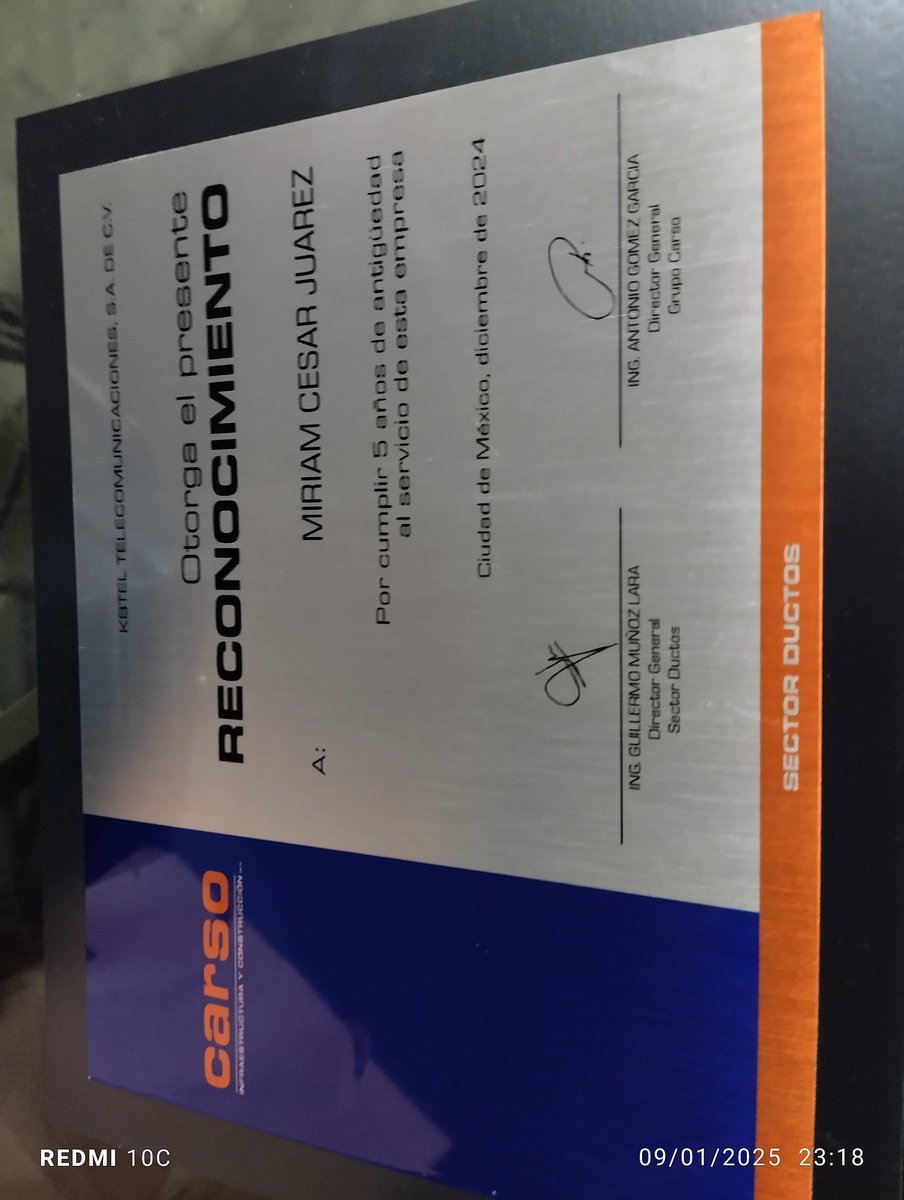 carso
INFRAESTRUCTURA Y CONSTRUCCIÓN
KBTEL TELECOMUNICACIONES, S.A. DE C.V.
Otorga el presente
RECONOCIMIENTO
A: MIRIAM CESAR JUAREZ
Por cumplir 5 años de antigüedad
al servicio de esta empresa
Ciudad de México, diciembre de 2024
ING. GUILLERMO MUÑOZ LARA
Director General
Sector Ductos
ING. ANTONIO GOMEZ GARCIA
Director General
Grupo Carso
SECTOR DUCTOS
REDMI 10C
09/01/2025 23:18